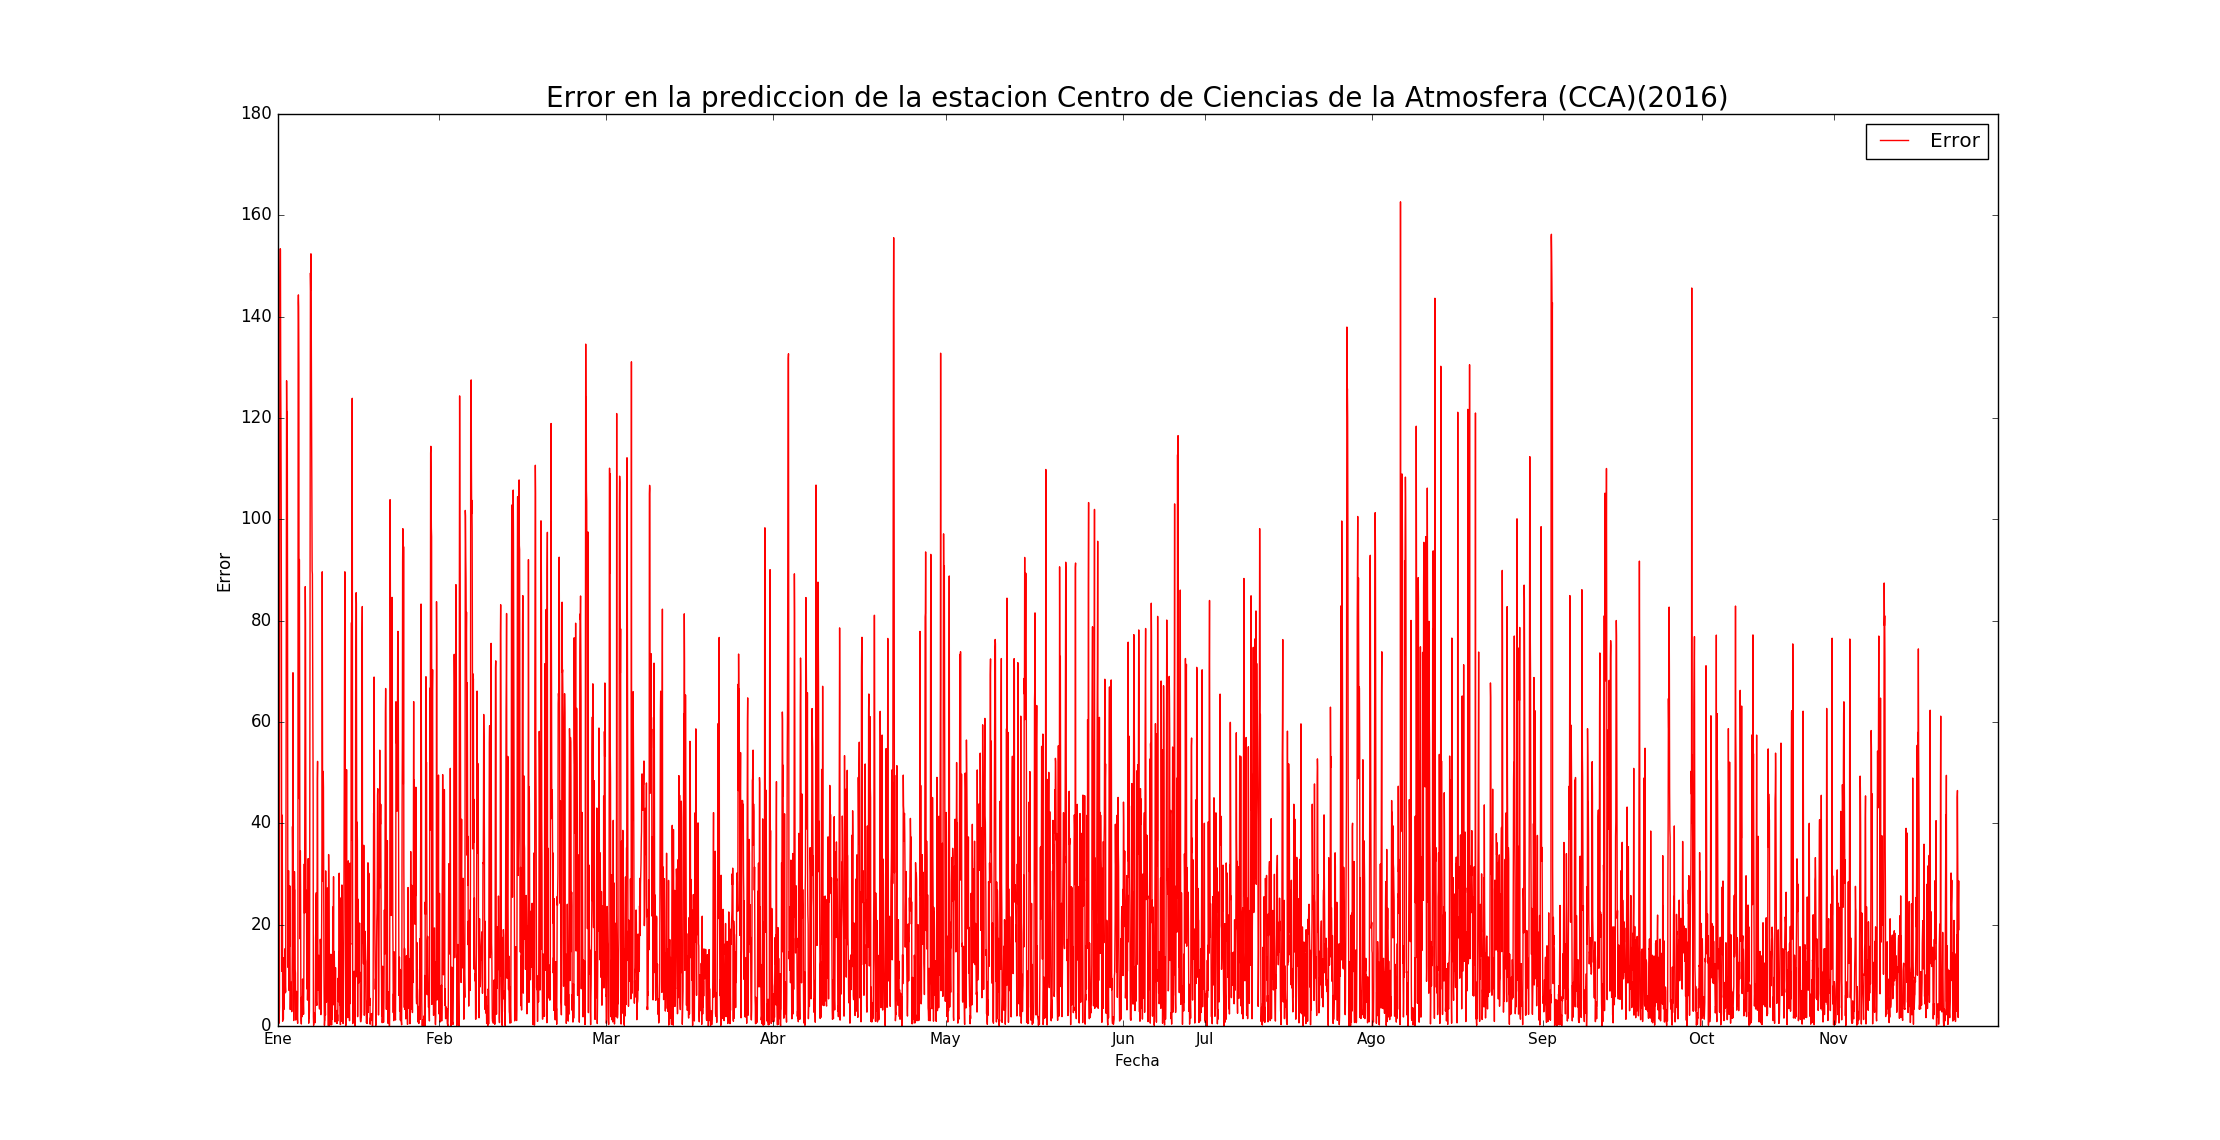 Error en la prediccion de la estacion Centro de Ciencias de la Atmosfera (CCA)(2016)
180
160
140
120
100
80
60
40
20
0
Error
Error
Ene Feb Mar Abr May Jun Jul Ago Sep Oct Nov
Fecha